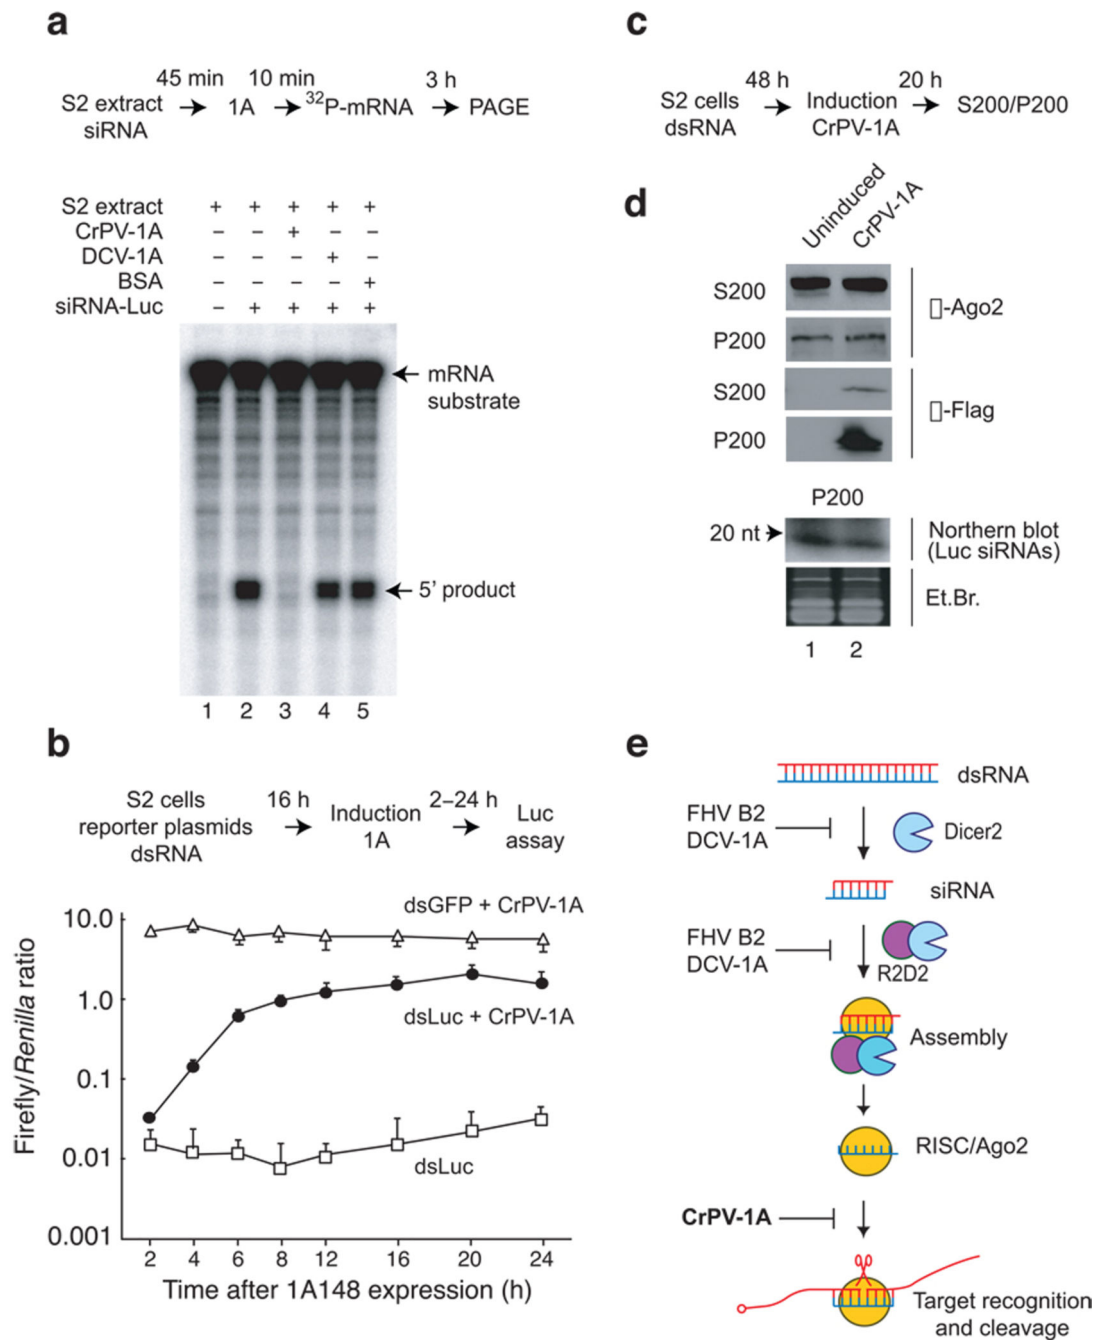 a
45 min 10 min 3 h
S2 extract 1A ³²P-mRNA PAGE
siRNA
S2 extract + + + + +
CrPV-1A – – + – –
DCV-1A – – – + –
BSA – – – – +
siRNA-Luc – + + + +
mRNA
substrate
5’ product
1 2 3 4 5
b
S2 cells
reporter plasmids
dsRNA
16 h
Induction
1A
2–24 h
Luc
assay
Firefly/Renilla ratio
10.0
1.0
0.1
0.01
0.001
dsGFP + CrPV-1A
dsLuc + CrPV-1A
dsLuc
2 4 6 8 12 16 20 24
Time after 1A148 expression (h)
c
48 h 20 h
S2 cells Induction S200/P200
dsRNA CrPV-1A
d
Uninduced
CrPV-1A
S200
P200
▯-Ago2
S200
P200
▯-Flag
P200
20 nt
Northern blot
(Luc siRNAs)
Et.Br.
1 2
e
dsRNA
FHV B2
DCV-1A
Dicer2
siRNA
FHV B2
DCV-1A
R2D2
Assembly
RISC/Ago2
CrPV-1A
Target recognition
and cleavage